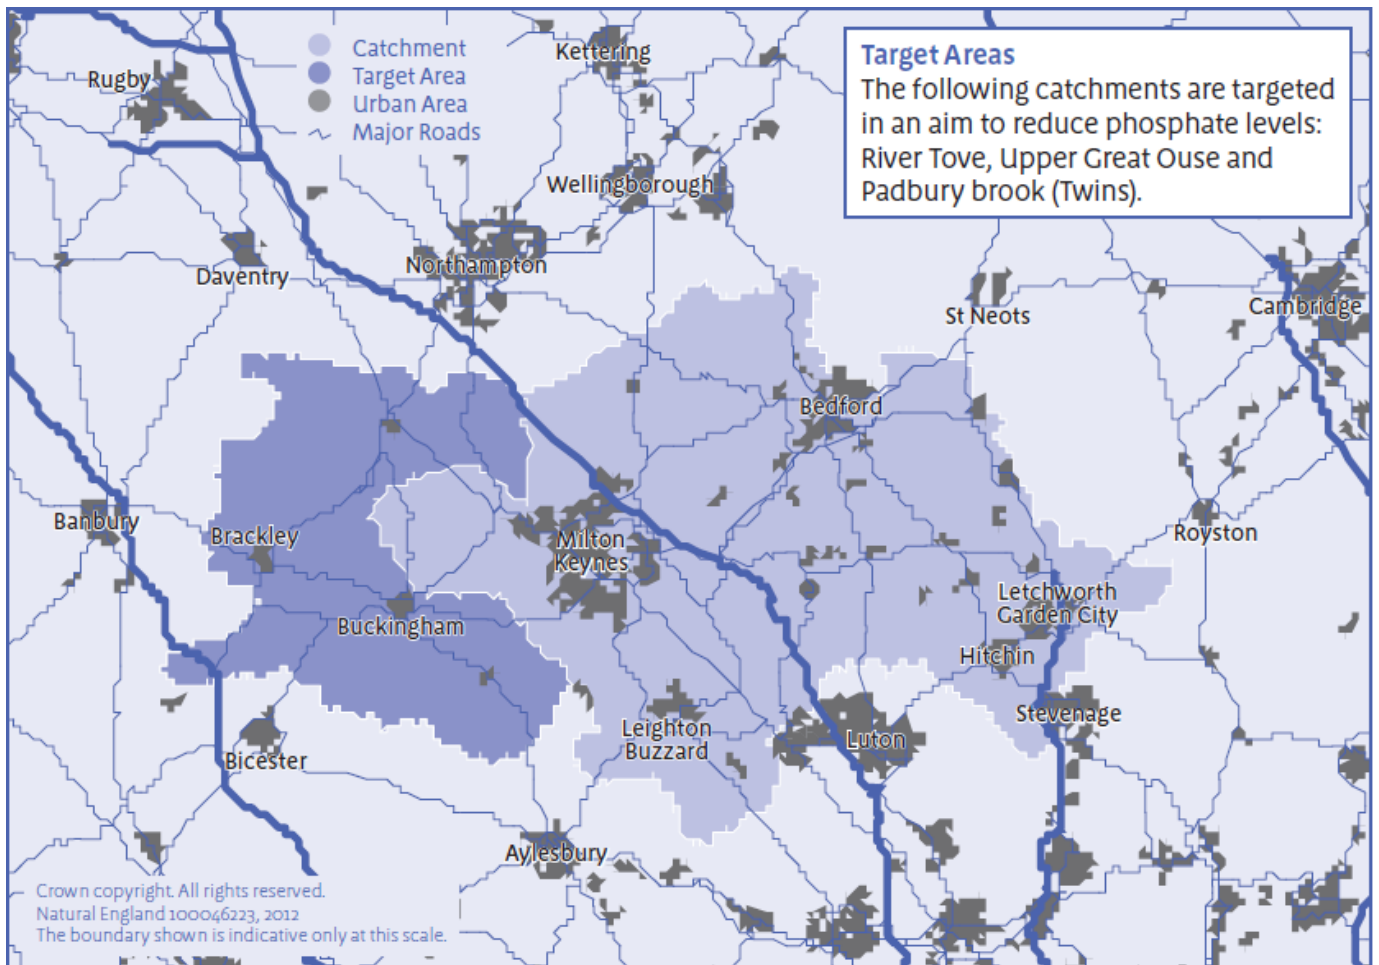 Catchment
Target Area
Urban Area
Major Roads
Target Areas
The following catchments are targeted
in an aim to reduce phosphate levels:
River Tove, Upper Great Ouse and
Padbury brook (Twins).
Kettering
Rugby
Wellingborough
Northampton
Daventry
St Neots
Cambridge
Bedford
Banbury
Brackley
Milton
Keynes
Royston
Letchworth
Garden City
Buckingham
Hitchin
Stevenage
Leighton
Buzzard
Luton
Bicester
Aylesbury
Crown copyright. All rights reserved.
Natural England 100046223, 2012
The boundary shown is indicative only at this scale.